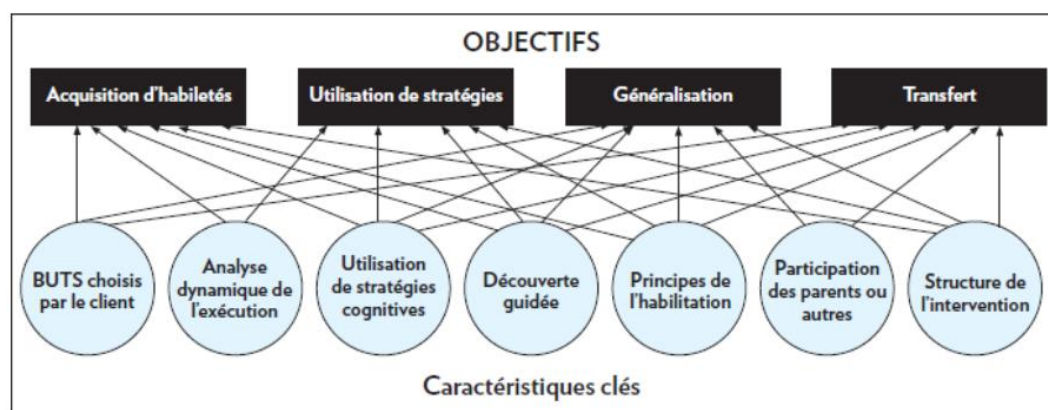 OBJECTIFS
Acquisition d'habiletés
Utilisation de stratégies
Généralisation
Transfert
BUTS choisis
par le client
Analyse
dynamique de
l'exécution
Utilisation
de stratégies
cognitives
Découverte
guidée
Principes de
l'habilitation
Participation
des parents ou
autres
Structure de
l'intervention
Caractéristiques clés